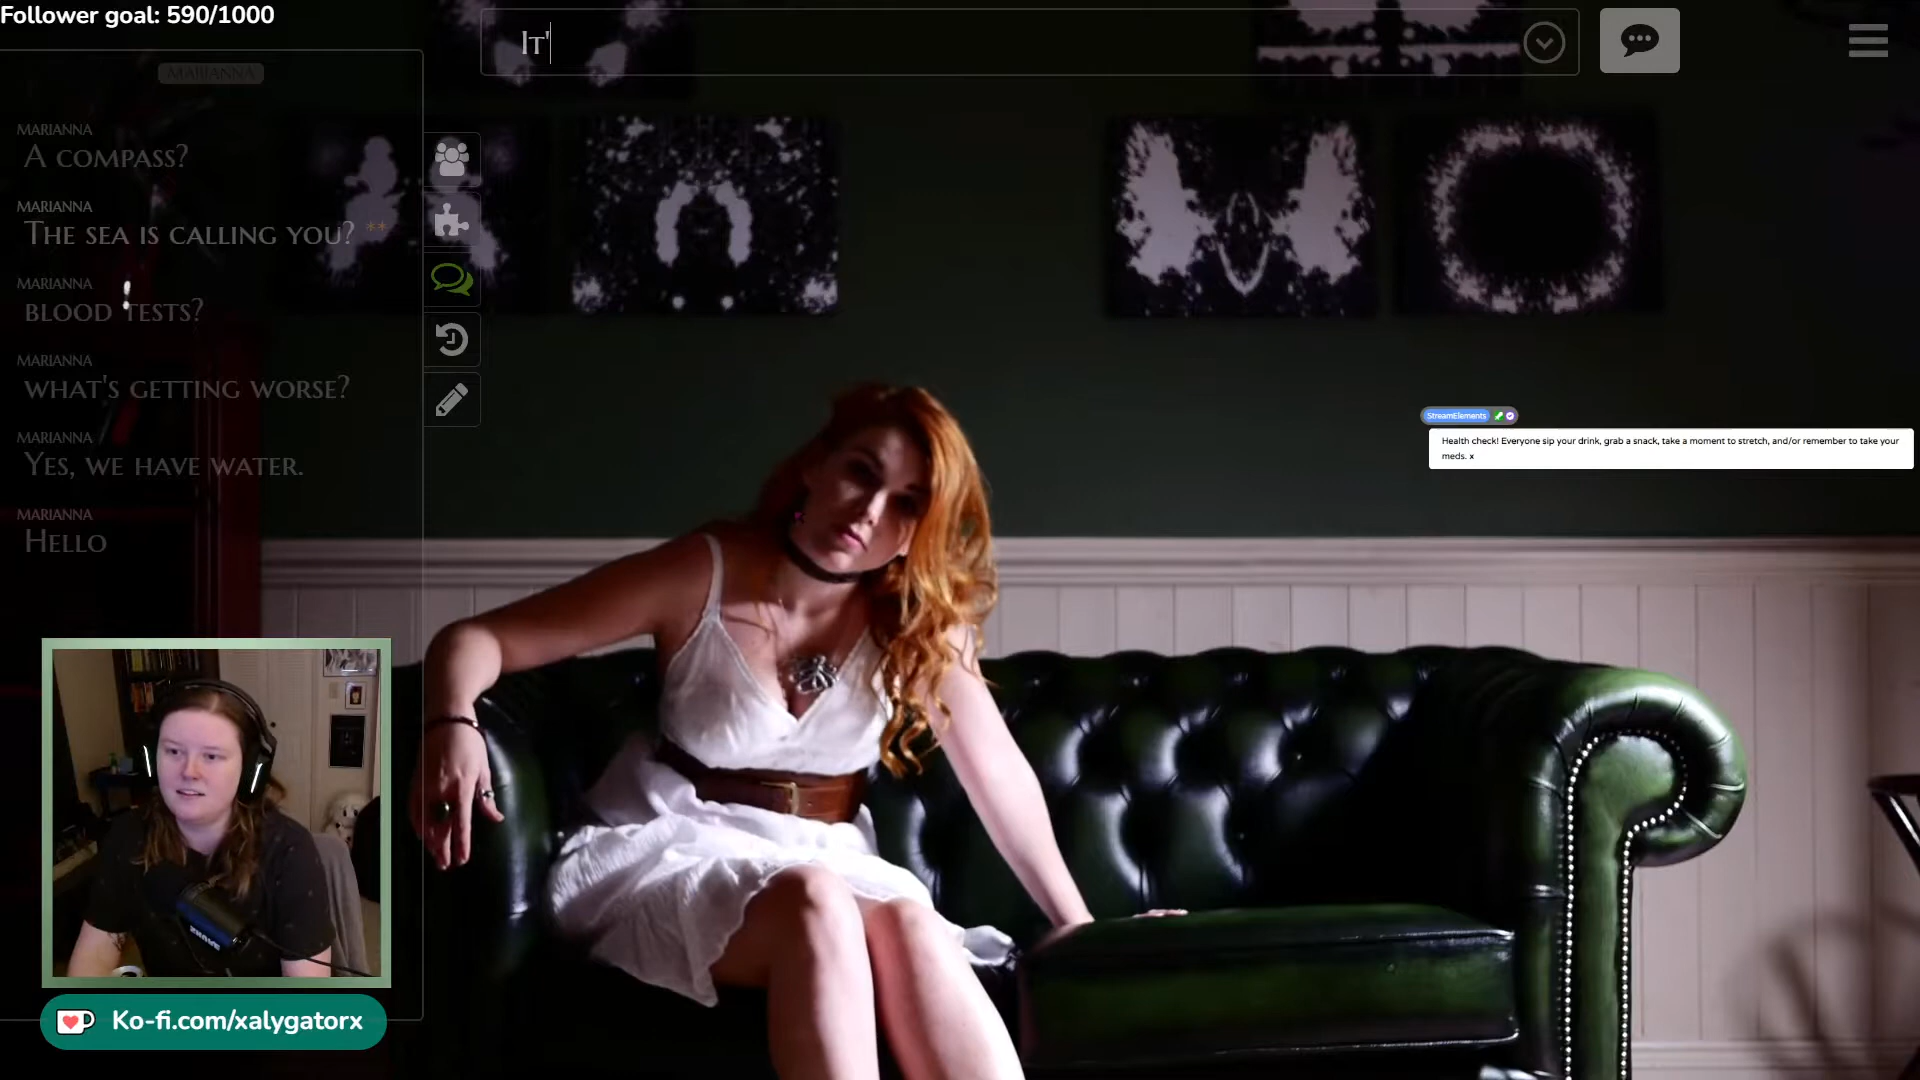 Follower goal: 590/1000
It'
MARIANNA
MARIANNA
A COMPASS?
MARIANNA
THE SEA IS CALLING YOU? **
MARIANNA
BLOOD TESTS?
MARIANNA
WHAT'S GETTING WORSE?
MARIANNA
YES, WE HAVE WATER.
MARIANNA
HELLO
StreamElements
Health check! Everyone sip your drink, grab a snack, take a moment to stretch, and/or remember to take your
meds. x
Ko-fi.com/xalygatorx